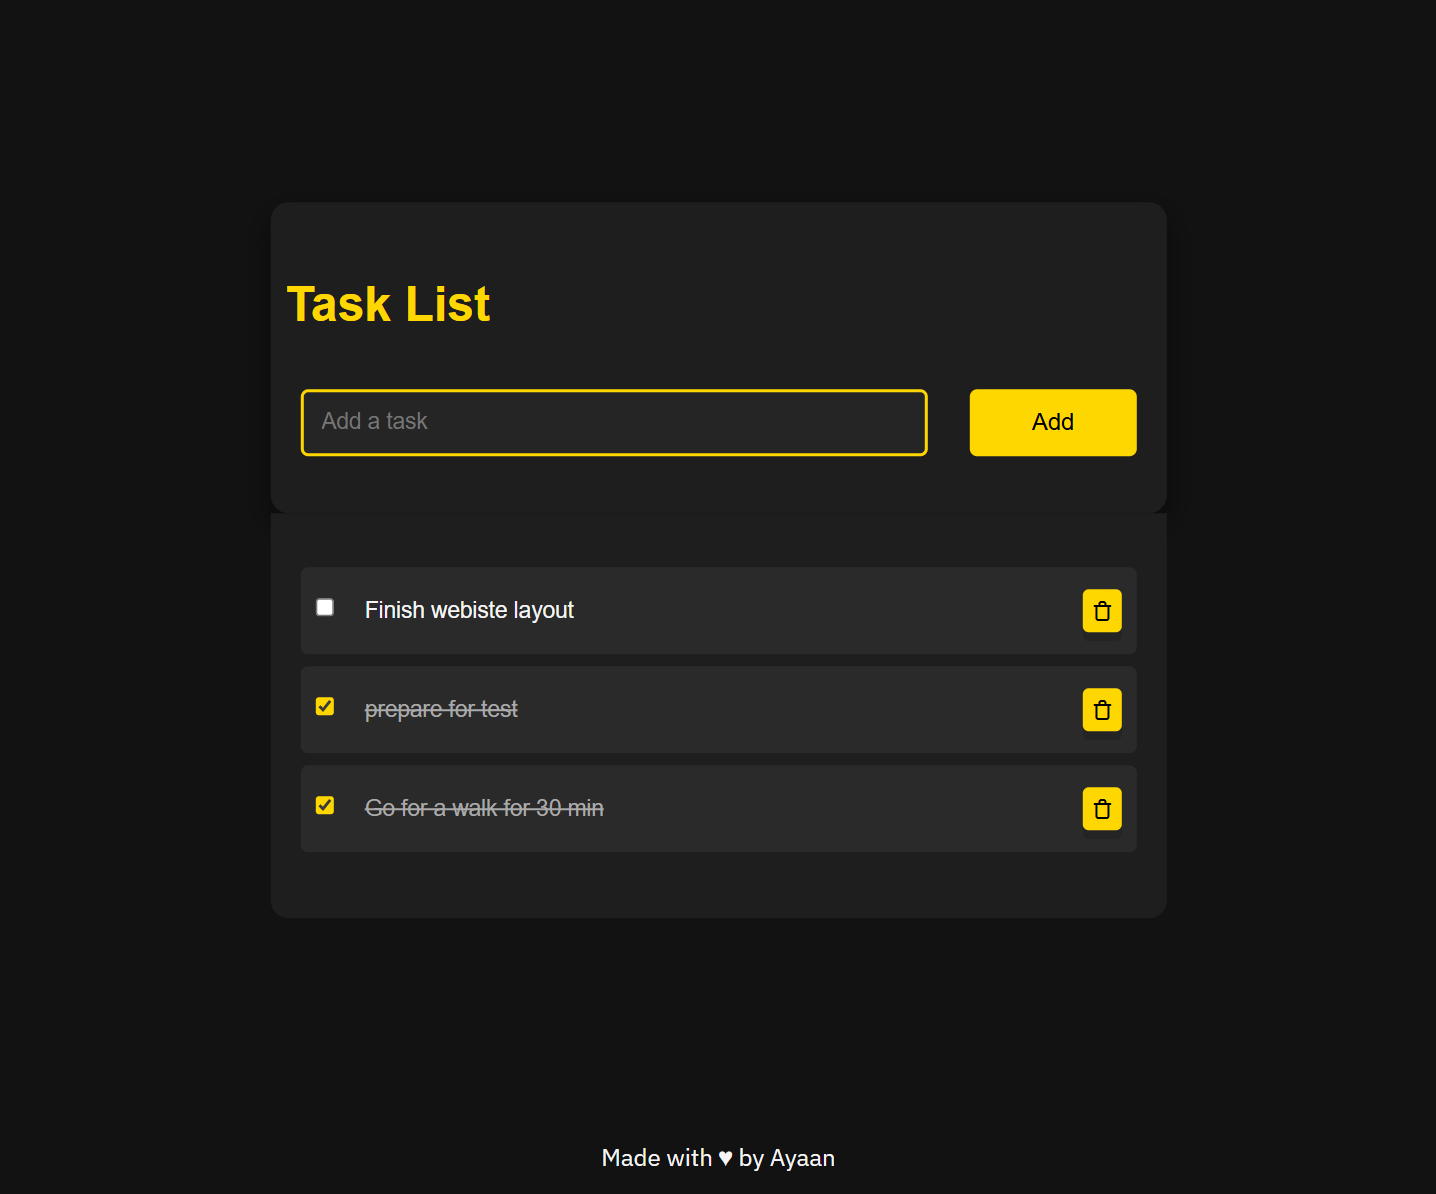 Task List
Add a task
Add
Finish webiste layout
prepare for test
Go for a walk for 30 min
Made with ♥ by Ayaan